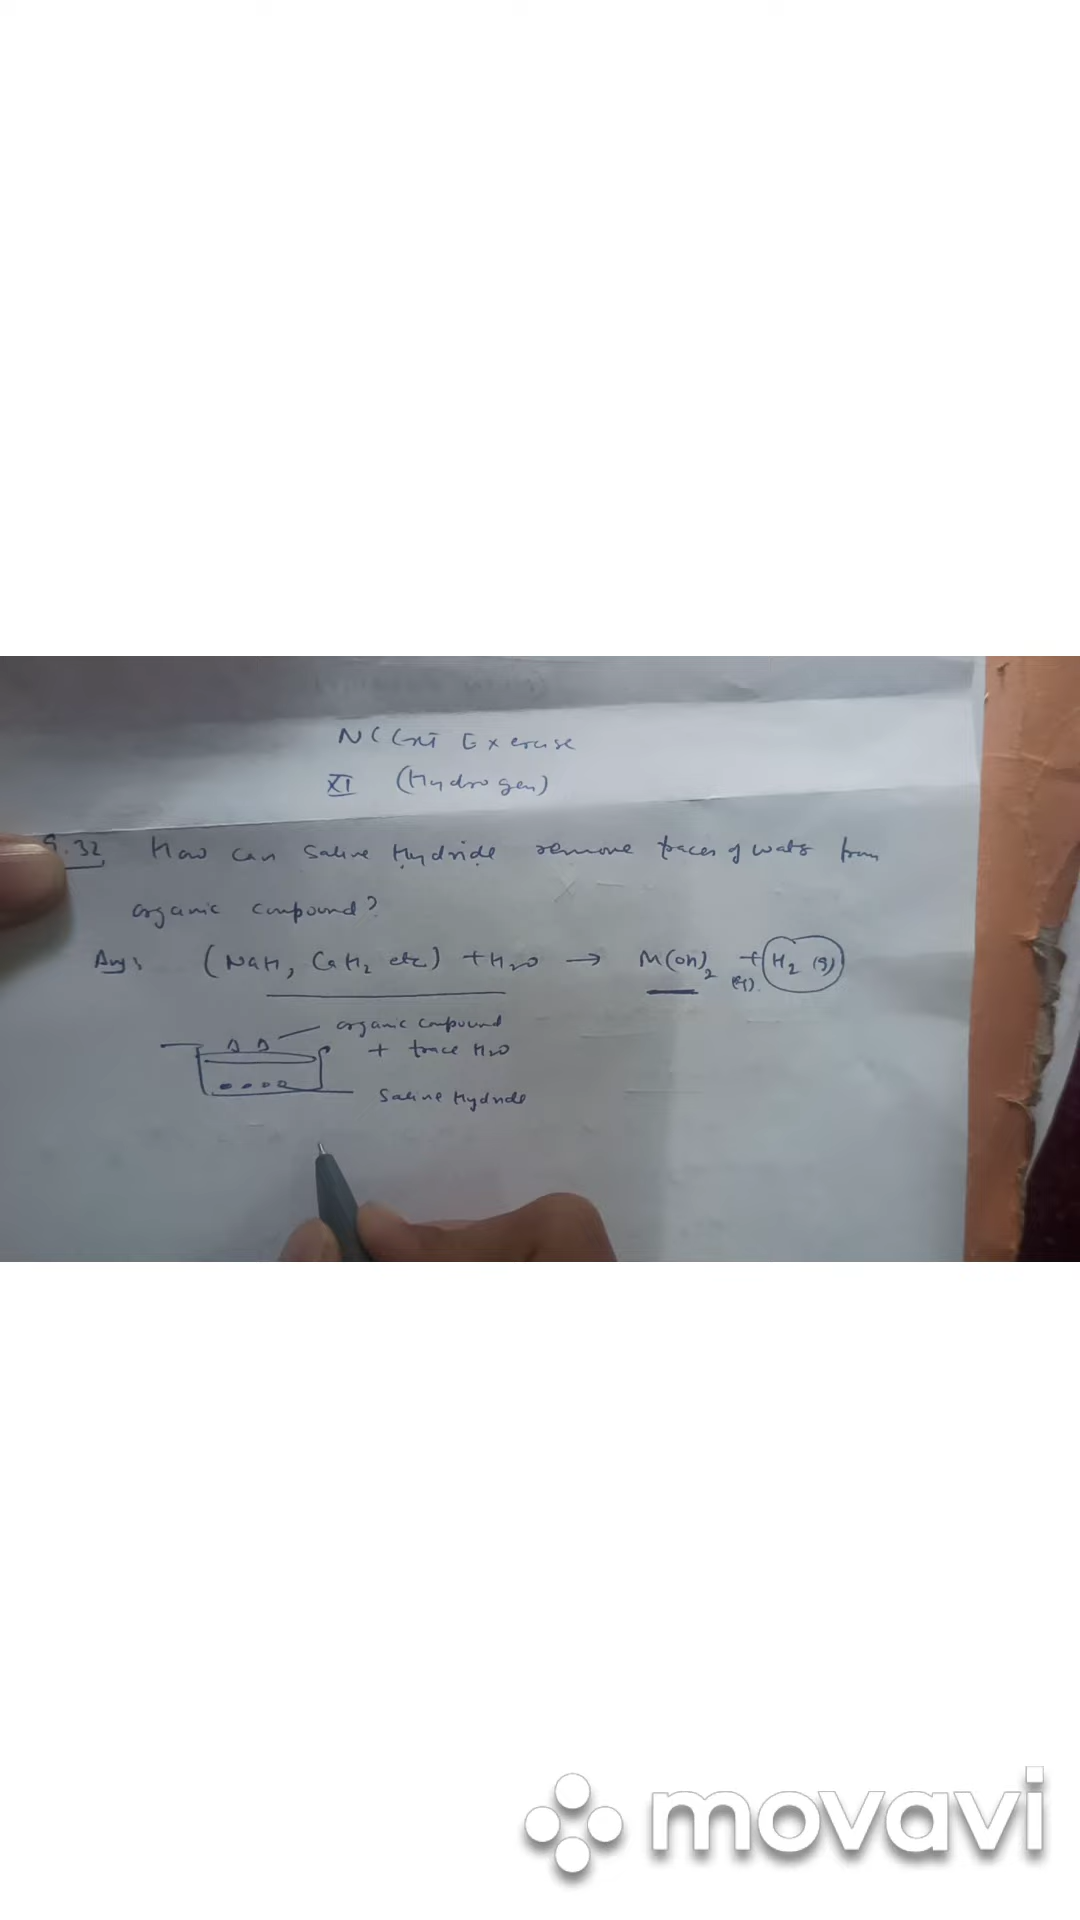 NCERT Exercise
XI (Hydrogen)
9.32 How can Saline Hydride remove traces of water from
organic compound?
Ans: (NaH, CaH2 etc) + H2O → M(OH)2 + H2 (g)
organic compound
+ trace H2O
Saline Hydride
movavi